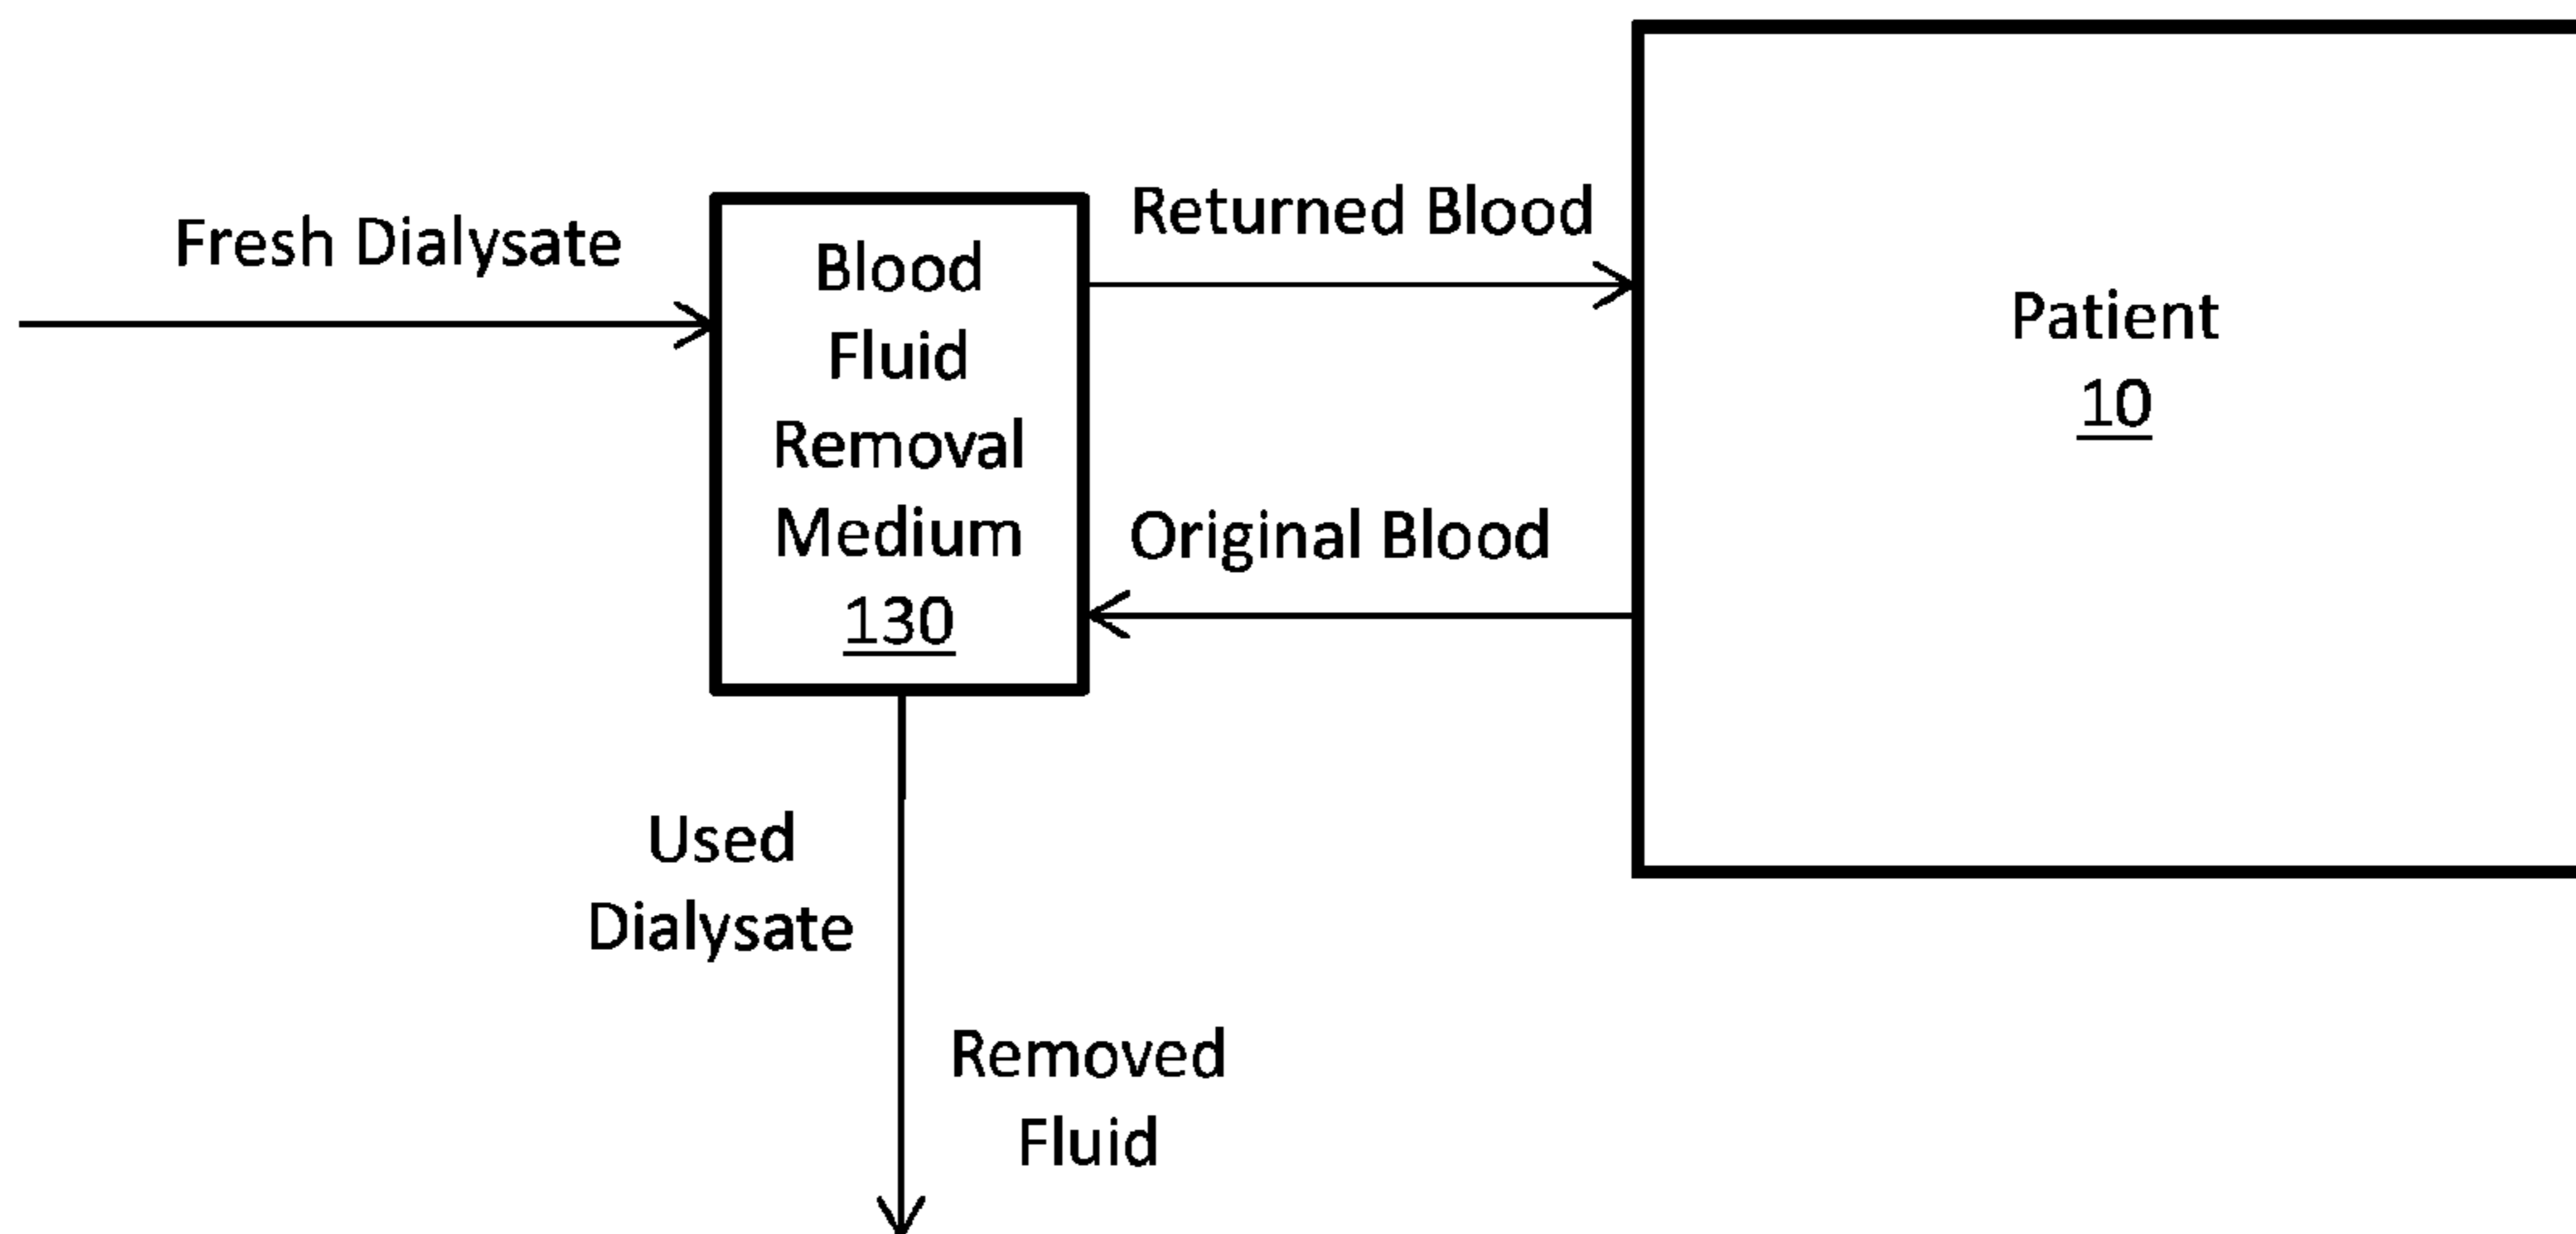 Fresh Dialysate
Blood
Fluid
Removal
Medium
130
Returned Blood
Original Blood
Patient
10
Used
Dialysate
Removed
Fluid